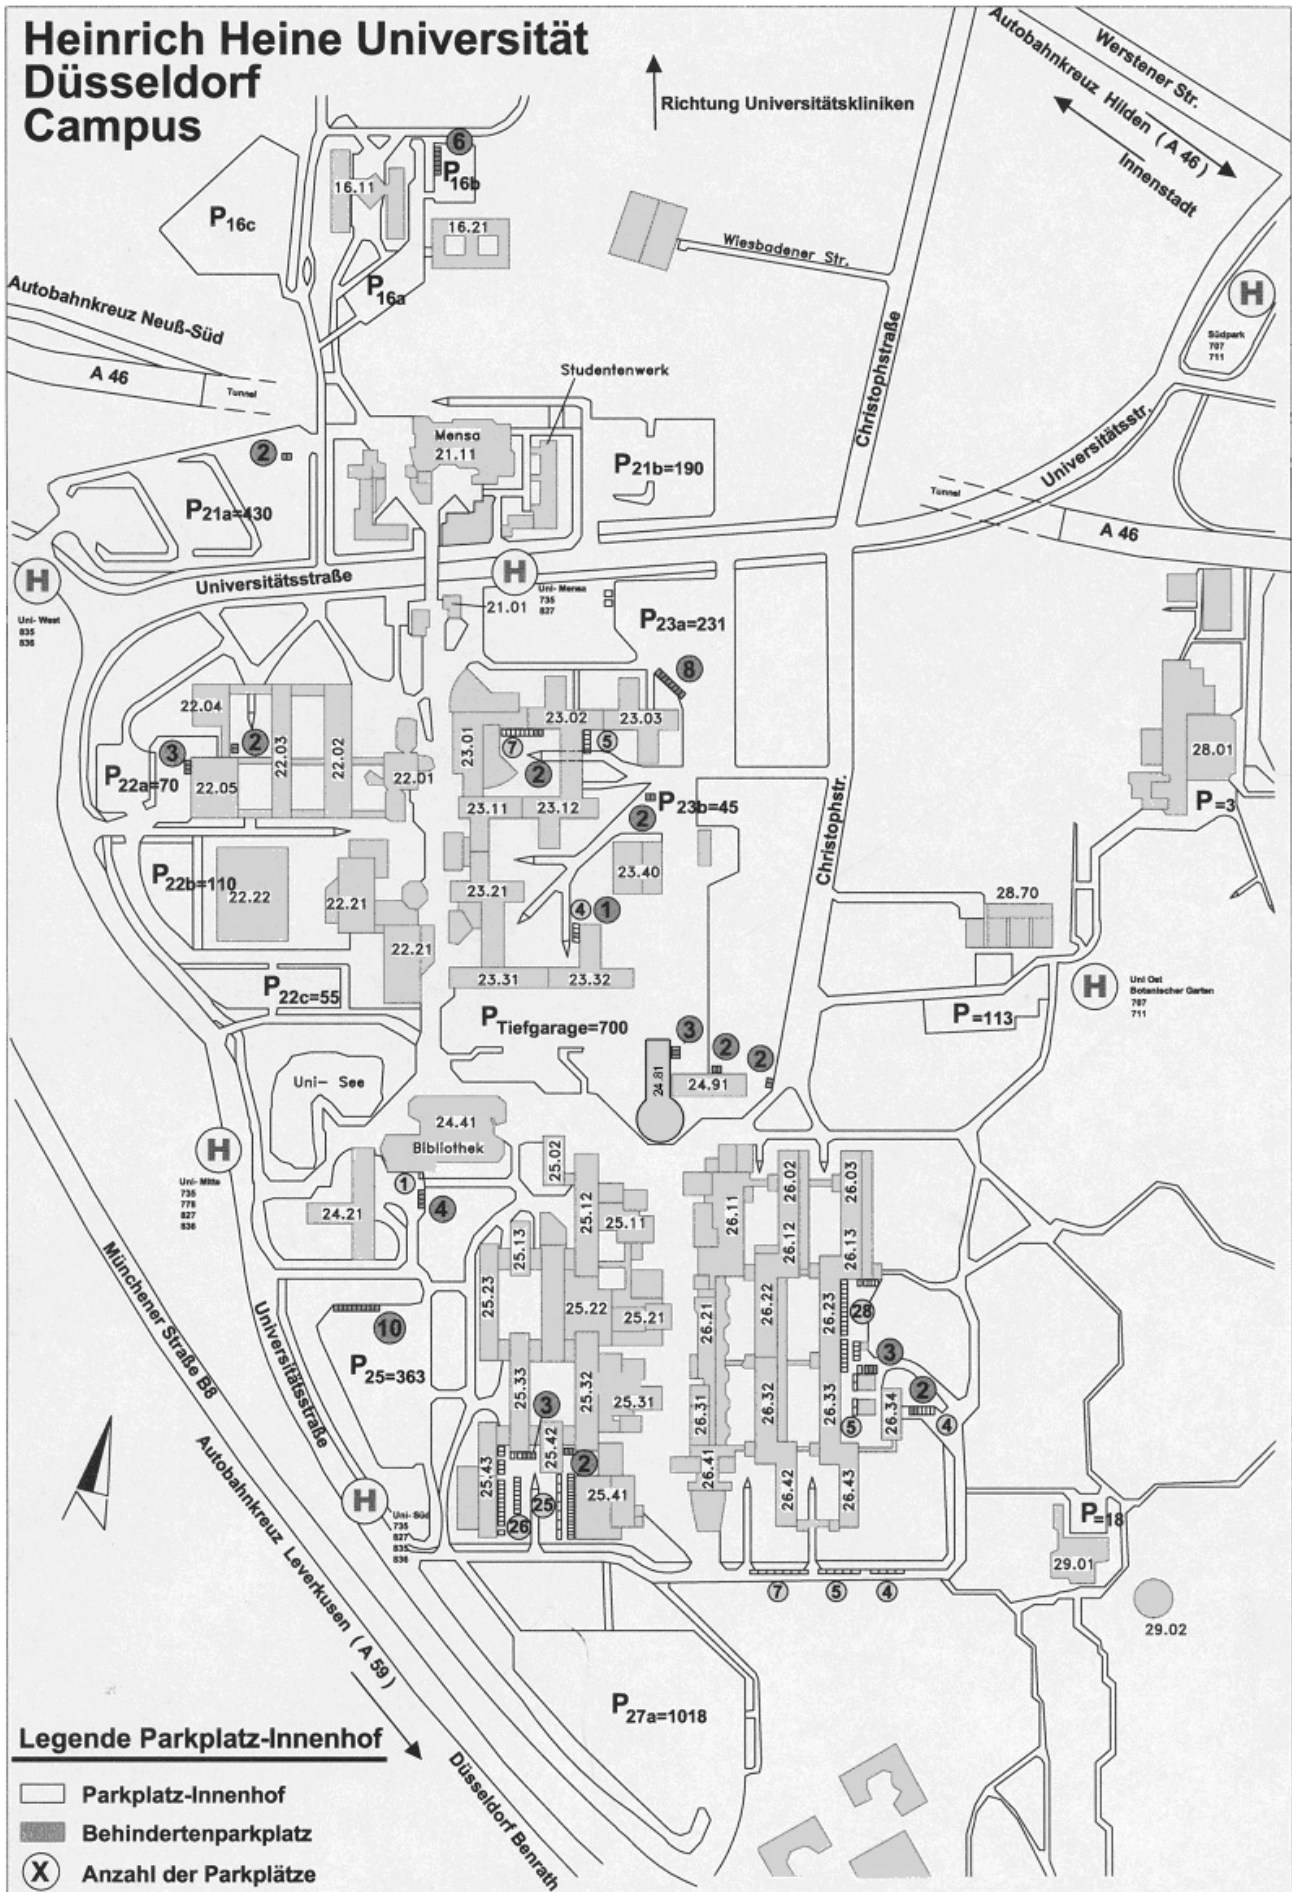 Heinrich Heine Universität
Düsseldorf
Campus
Richtung Universitätskliniken
Werstener Str.
Autobahnkreuz Hilden ( A 46 )
Innenstadt
6
P16b
16.11
P16c
16.21
P16a
Wiesbadener Str.
Autobahnkreuz Neuß-Süd
A 46
Tunnel
H
Südpark
707
711
Christophstraße
Studentenwerk
Mensa
21.11
2
P21b=190
P21a=430
Universitätsstr.
Tunnel
A 46
H
Uni- West
835
836
Universitätsstraße
H
Uni- Mensa
735
827
21.01
P23a=231
8
22.04
22.03
22.02
22.01
22.05
3
2
P22a=70
23.01
23.02
23.03
7
5
2
23.11
23.12
P23b=45
2
28.01
P=3
Christophstr.
P22b=110
22.22
22.21
22.21
23.21
23.40
4
1
28.70
23.31
23.32
P22c=55
PTiefgarage=700
H
Uni Ost
Botanischer Garten
707
711
P=113
3
2
2
24.81
24.91
Uni- See
24.41
Bibliothek
H
Uni- Mitte
735
778
827
836
1
4
24.21
25.02
25.12
25.11
25.13
25.23
25.22
25.21
26.11
26.02
26.03
26.12
26.13
26.21
26.22
26.23
28
3
10
P25=363
25.33
25.32
25.31
3
26.31
26.32
26.33
26.34
2
5
4
25.43
25.42
2
25.41
25
26
26.41
26.42
26.43
Münchener Straße B8
Universitätsstraße
Autobahnkreuz Leverkusen ( A 59 )
Düsseldorf Benrath
H
Uni- Süd
735
827
835
836
7
5
4
P=18
29.01
29.02
P27a=1018
Legende Parkplatz-Innenhof
Parkplatz-Innenhof
Behindertenparkplatz
X Anzahl der Parkplätze